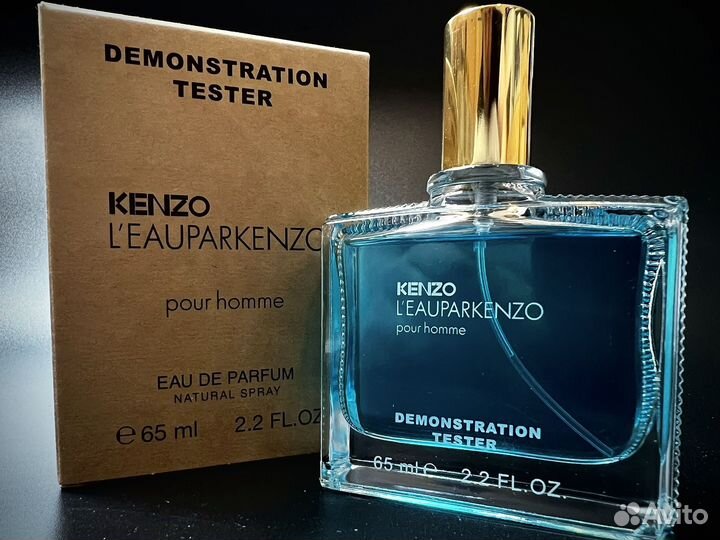 DEMONSTRATION
TESTER
KENZO
L'EAUPARKENZO
pour homme
EAU DE PARFUM
NATURAL SPRAY
℮ 65 ml 2.2 FL.OZ
KENZO
L'EAUPARKENZO
pour homme
DEMONSTRATION
TESTER
65 ml ℮ 2.2 FL.OZ.
Avito